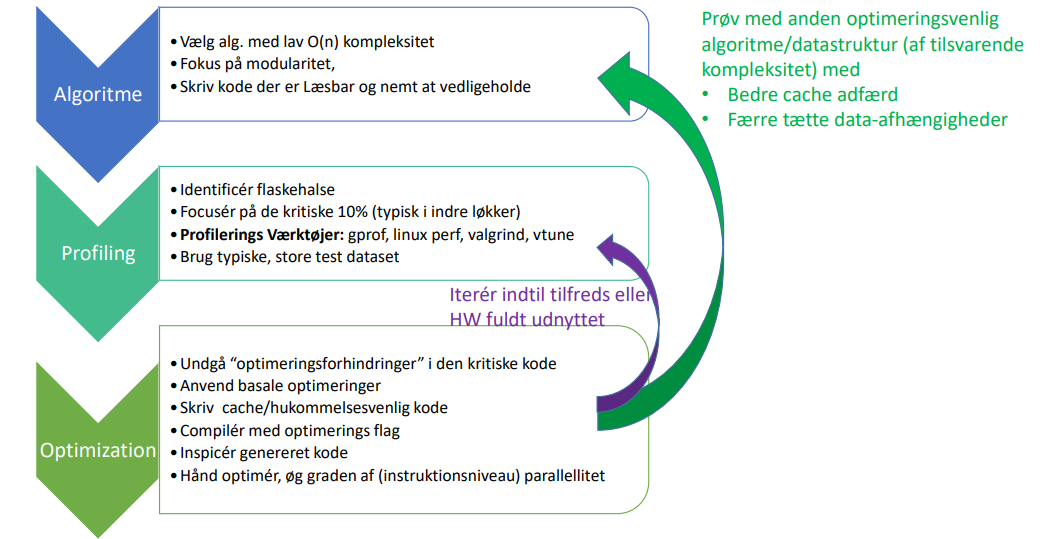 Prøv med anden optimeringsvenlig
algoritme/datastruktur (af tilsvarende
kompleksitet) med
• Bedre cache adfærd
• Færre tætte data-afhængigheder
Algoritme
• Vælg alg. med lav O(n) kompleksitet
• Fokus på modularitet,
• Skriv kode der er Læsbar og nemt at vedligeholde
Profiling
• Identificér flaskehalse
• Focusér på de kritiske 10% (typisk i indre løkker)
• Profilerings Værktøjer: gprof, linux perf, valgrind, vtune
• Brug typiske, store test dataset
Iterér indtil tilfreds eller
HW fuldt udnyttet
Optimization
• Undgå “optimeringsforhindringer” i den kritiske kode
• Anvend basale optimeringer
• Skriv cache/hukommelsesvenlig kode
• Compilér med optimerings flag
• Inspicér genereret kode
• Hånd optimér, øg graden af (instruktionsniveau) parallellitet